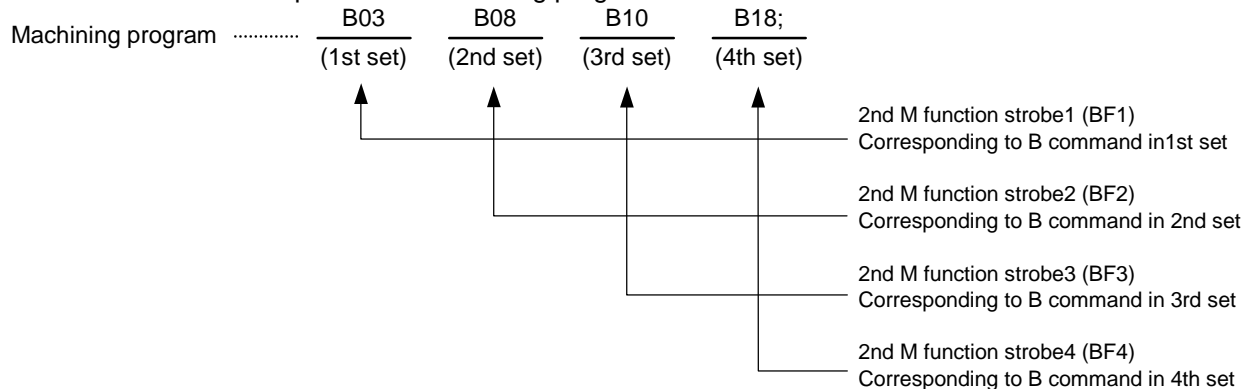 Machining program ············· B03 B08 B10 B18;
(1st set) (2nd set) (3rd set) (4th set)
2nd M function strobe1 (BF1)
Corresponding to B command in1st set
2nd M function strobe2 (BF2)
Corresponding to B command in 2nd set
2nd M function strobe3 (BF3)
Corresponding to B command in 3rd set
2nd M function strobe4 (BF4)
Corresponding to B command in 4th set